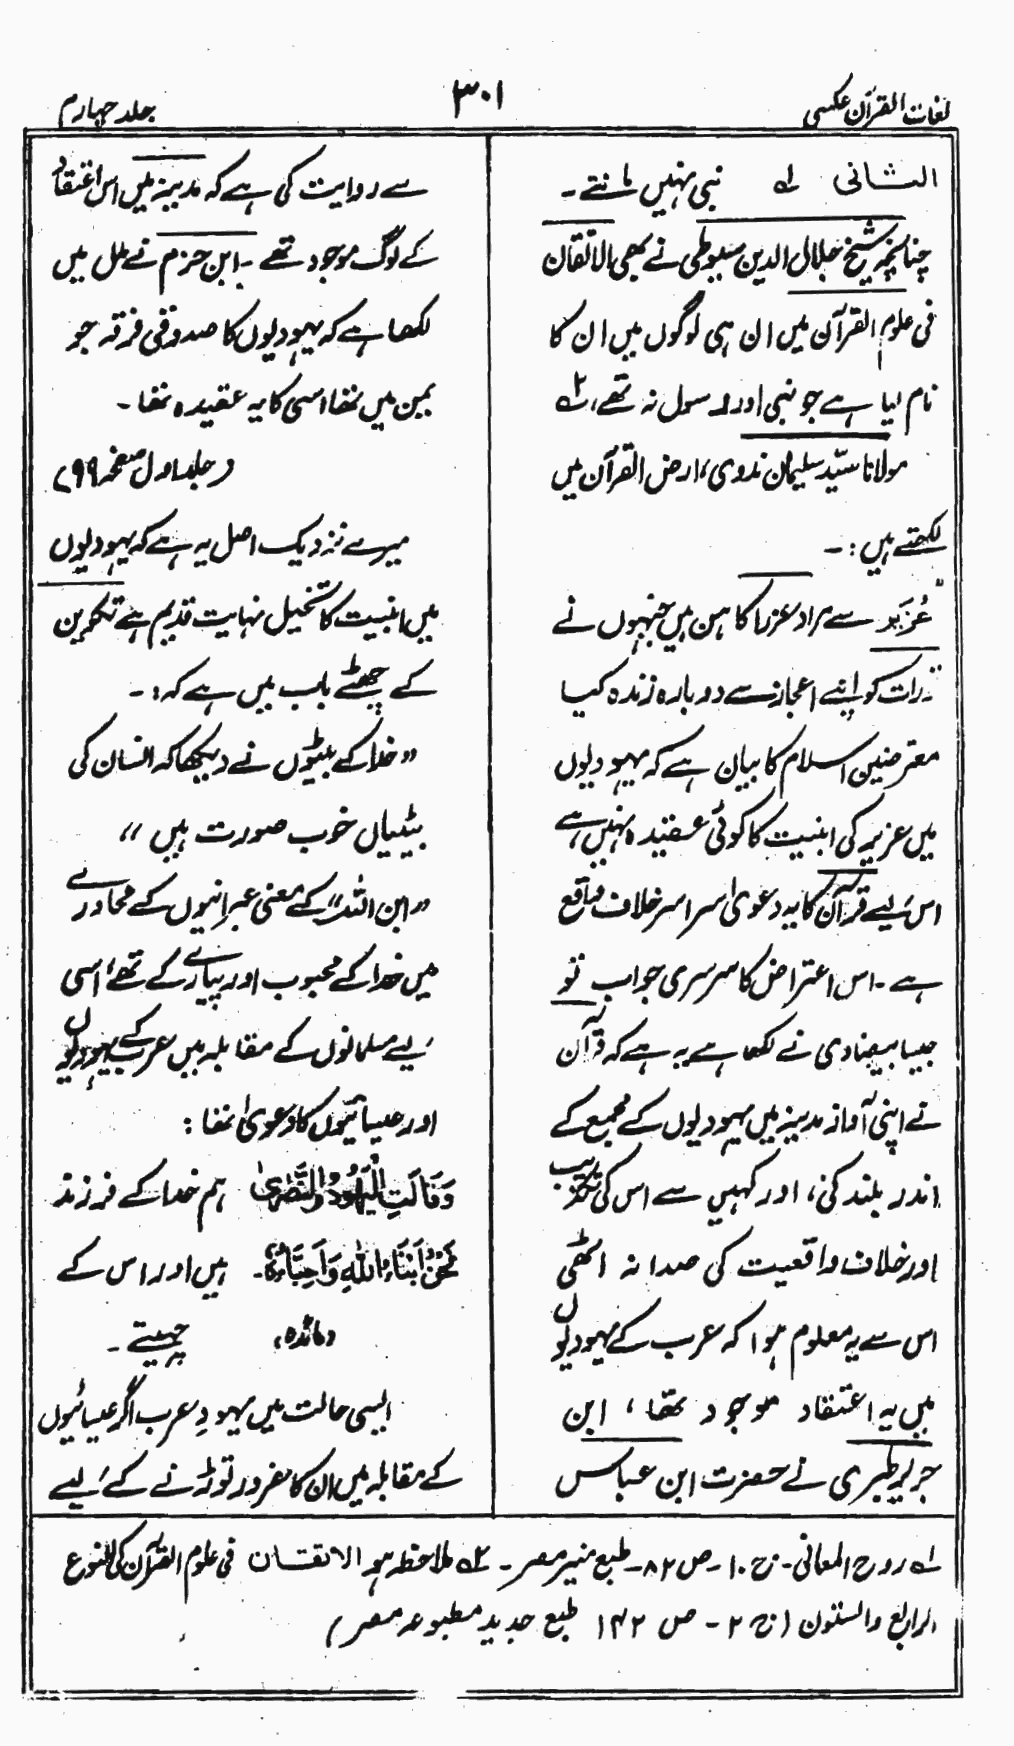 لغات القرآن عکسی
۳۰۱
جلد چہارم
الثانی لہ نبی نہیں مانتے ۔
چنانچہ شیخ جلال الدین سیوطی نے بھی الاتقان
فی علوم القرآن میں ان ہی لوگوں میں ان کا
نام لیا ہے جو نبی اور رسول نہ تھے، ۲ہ
مولانا سید سلیمان ندوی، ارض القرآن میں
لکھتے ہیں :۔
" عُزَیر سے مراد عزرا کاہن ہیں جنہوں نے
تورات کو اپنے اعجاز سے دوبارہ زندہ کیا
معترضین اسلام کا بیان ہے کہ یہودیوں
میں عزیر کی ابنیت کا کوئی عقیدہ نہیں ہے،
اس لیے قرآن کا یہ دعویٰ سراسر خلاف واقع
ہے ۔ اس اعتراض کا سرسری جواب تو
جیسا بیضاوی نے لکھا ہے یہ ہے کہ قرآن
نے اپنی آواز مدینہ میں یہودیوں کے مجمع کے
اندر بلند کی، اور کہیں سے اس کی تکذیب
اور خلاف واقعیت کی صدا نہ اٹھی
اس سے یہ معلوم ہوا کہ عرب کے یہودیوں
میں یہ اعتقاد موجود تھا ، ابن
جریر طبری نے حضرت ابن عباس
سے روایت کی ہے کہ مدینہ میں اس اعتقاد
کے لوگ موجود تھے ۔ ابن حزم نے ملل میں
لکھا ہے کہ یہودیوں کا صدوقی فرقہ جو
یمن میں تھا اسی کا یہ عقیدہ تھا ۔
(جلد اول صفحہ ۹۹)
میرے نزدیک اصل یہ ہے کہ یہودیوں
میں ابنیت کا تخیل نہایت قدیم ہے تکوین
کے چھٹے باب میں ہے کہ: ۔
" خدا کے بیٹوں نے دیکھا کہ انسان کی
بیٹیاں خوب صورت ہیں "
" ابن اللہ" کے معنی عبرانیوں کے محاورے
میں خدا کے محبوب اور پیارے کے تھے، اسی
لیے مسلمانوں کے مقابلہ میں عرب کے یہودیوں
اور عیسائیوں کا دعویٰ تھا :
وَقَالَتِ الْیَهُودُ وَالنَّصٰرٰی ہم خدا کے فرزند
نَحْنُ اَبْنَاءُ اللّٰهِ وَاَحِبَّاءُهٗ ۔ ہیں اور اس کے
(مائدہ) چہیتے ۔
ایسی حالت میں یہودِ عرب اگر عیسائیوں
کے مقابلہ میں ان کا غرور توڑنے کے لیے
لہ روح المعانی ۔ ج ۱۰ ۔ ص ۸۲ ۔ طبع منیر مصر ۔ ۲ہ ملاحظہ ہو الاتقان فی علوم القرآن کی النوع
الرابع والستون (ج ۲ ۔ ص ۱۴۲ طبع جدید مطبوعہ مصر)